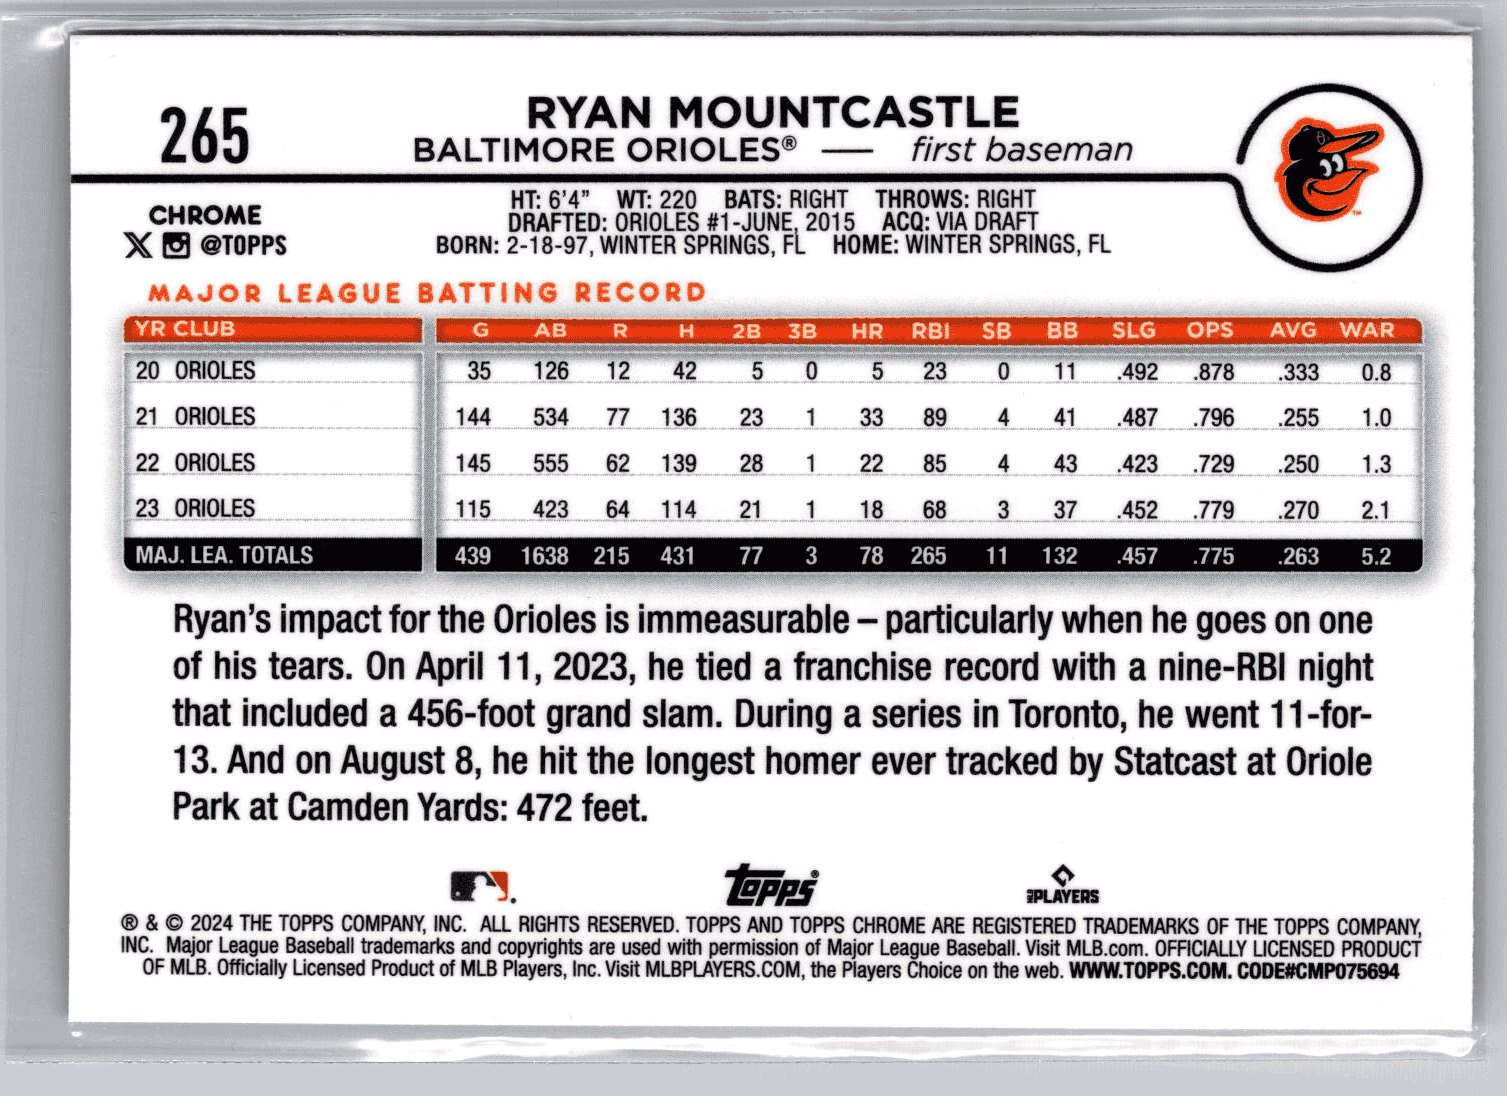 265
RYAN MOUNTCASTLE
BALTIMORE ORIOLES® — first baseman
CHROME
X @TOPPS
HT: 6'4" WT: 220 BATS: RIGHT THROWS: RIGHT
DRAFTED: ORIOLES #1-JUNE, 2015 ACQ: VIA DRAFT
BORN: 2-18-97, WINTER SPRINGS, FL HOME: WINTER SPRINGS, FL
MAJOR LEAGUE BATTING RECORD
YR CLUB G AB R H 2B 3B HR RBI SB BB SLG OPS AVG WAR
20 ORIOLES 35 126 12 42 5 0 5 23 0 11 .492 .878 .333 0.8
21 ORIOLES 144 534 77 136 23 1 33 89 4 41 .487 .796 .255 1.0
22 ORIOLES 145 555 62 139 28 1 22 85 4 43 .423 .729 .250 1.3
23 ORIOLES 115 423 64 114 21 1 18 68 3 37 .452 .779 .270 2.1
MAJ. LEA. TOTALS 439 1638 215 431 77 3 78 265 11 132 .457 .775 .263 5.2
Ryan's impact for the Orioles is immeasurable – particularly when he goes on one
of his tears. On April 11, 2023, he tied a franchise record with a nine-RBI night
that included a 456-foot grand slam. During a series in Toronto, he went 11-for-
13. And on August 8, he hit the longest homer ever tracked by Statcast at Oriole
Park at Camden Yards: 472 feet.
Topps® PLAYERS
® & © 2024 THE TOPPS COMPANY, INC. ALL RIGHTS RESERVED. TOPPS AND TOPPS CHROME ARE REGISTERED TRADEMARKS OF THE TOPPS COMPANY,
INC. Major League Baseball trademarks and copyrights are used with permission of Major League Baseball. Visit MLB.com. OFFICIALLY LICENSED PRODUCT
OF MLB. Officially Licensed Product of MLB Players, Inc. Visit MLBPLAYERS.COM, the Players Choice on the web. WWW.TOPPS.COM. CODE#CMP075694